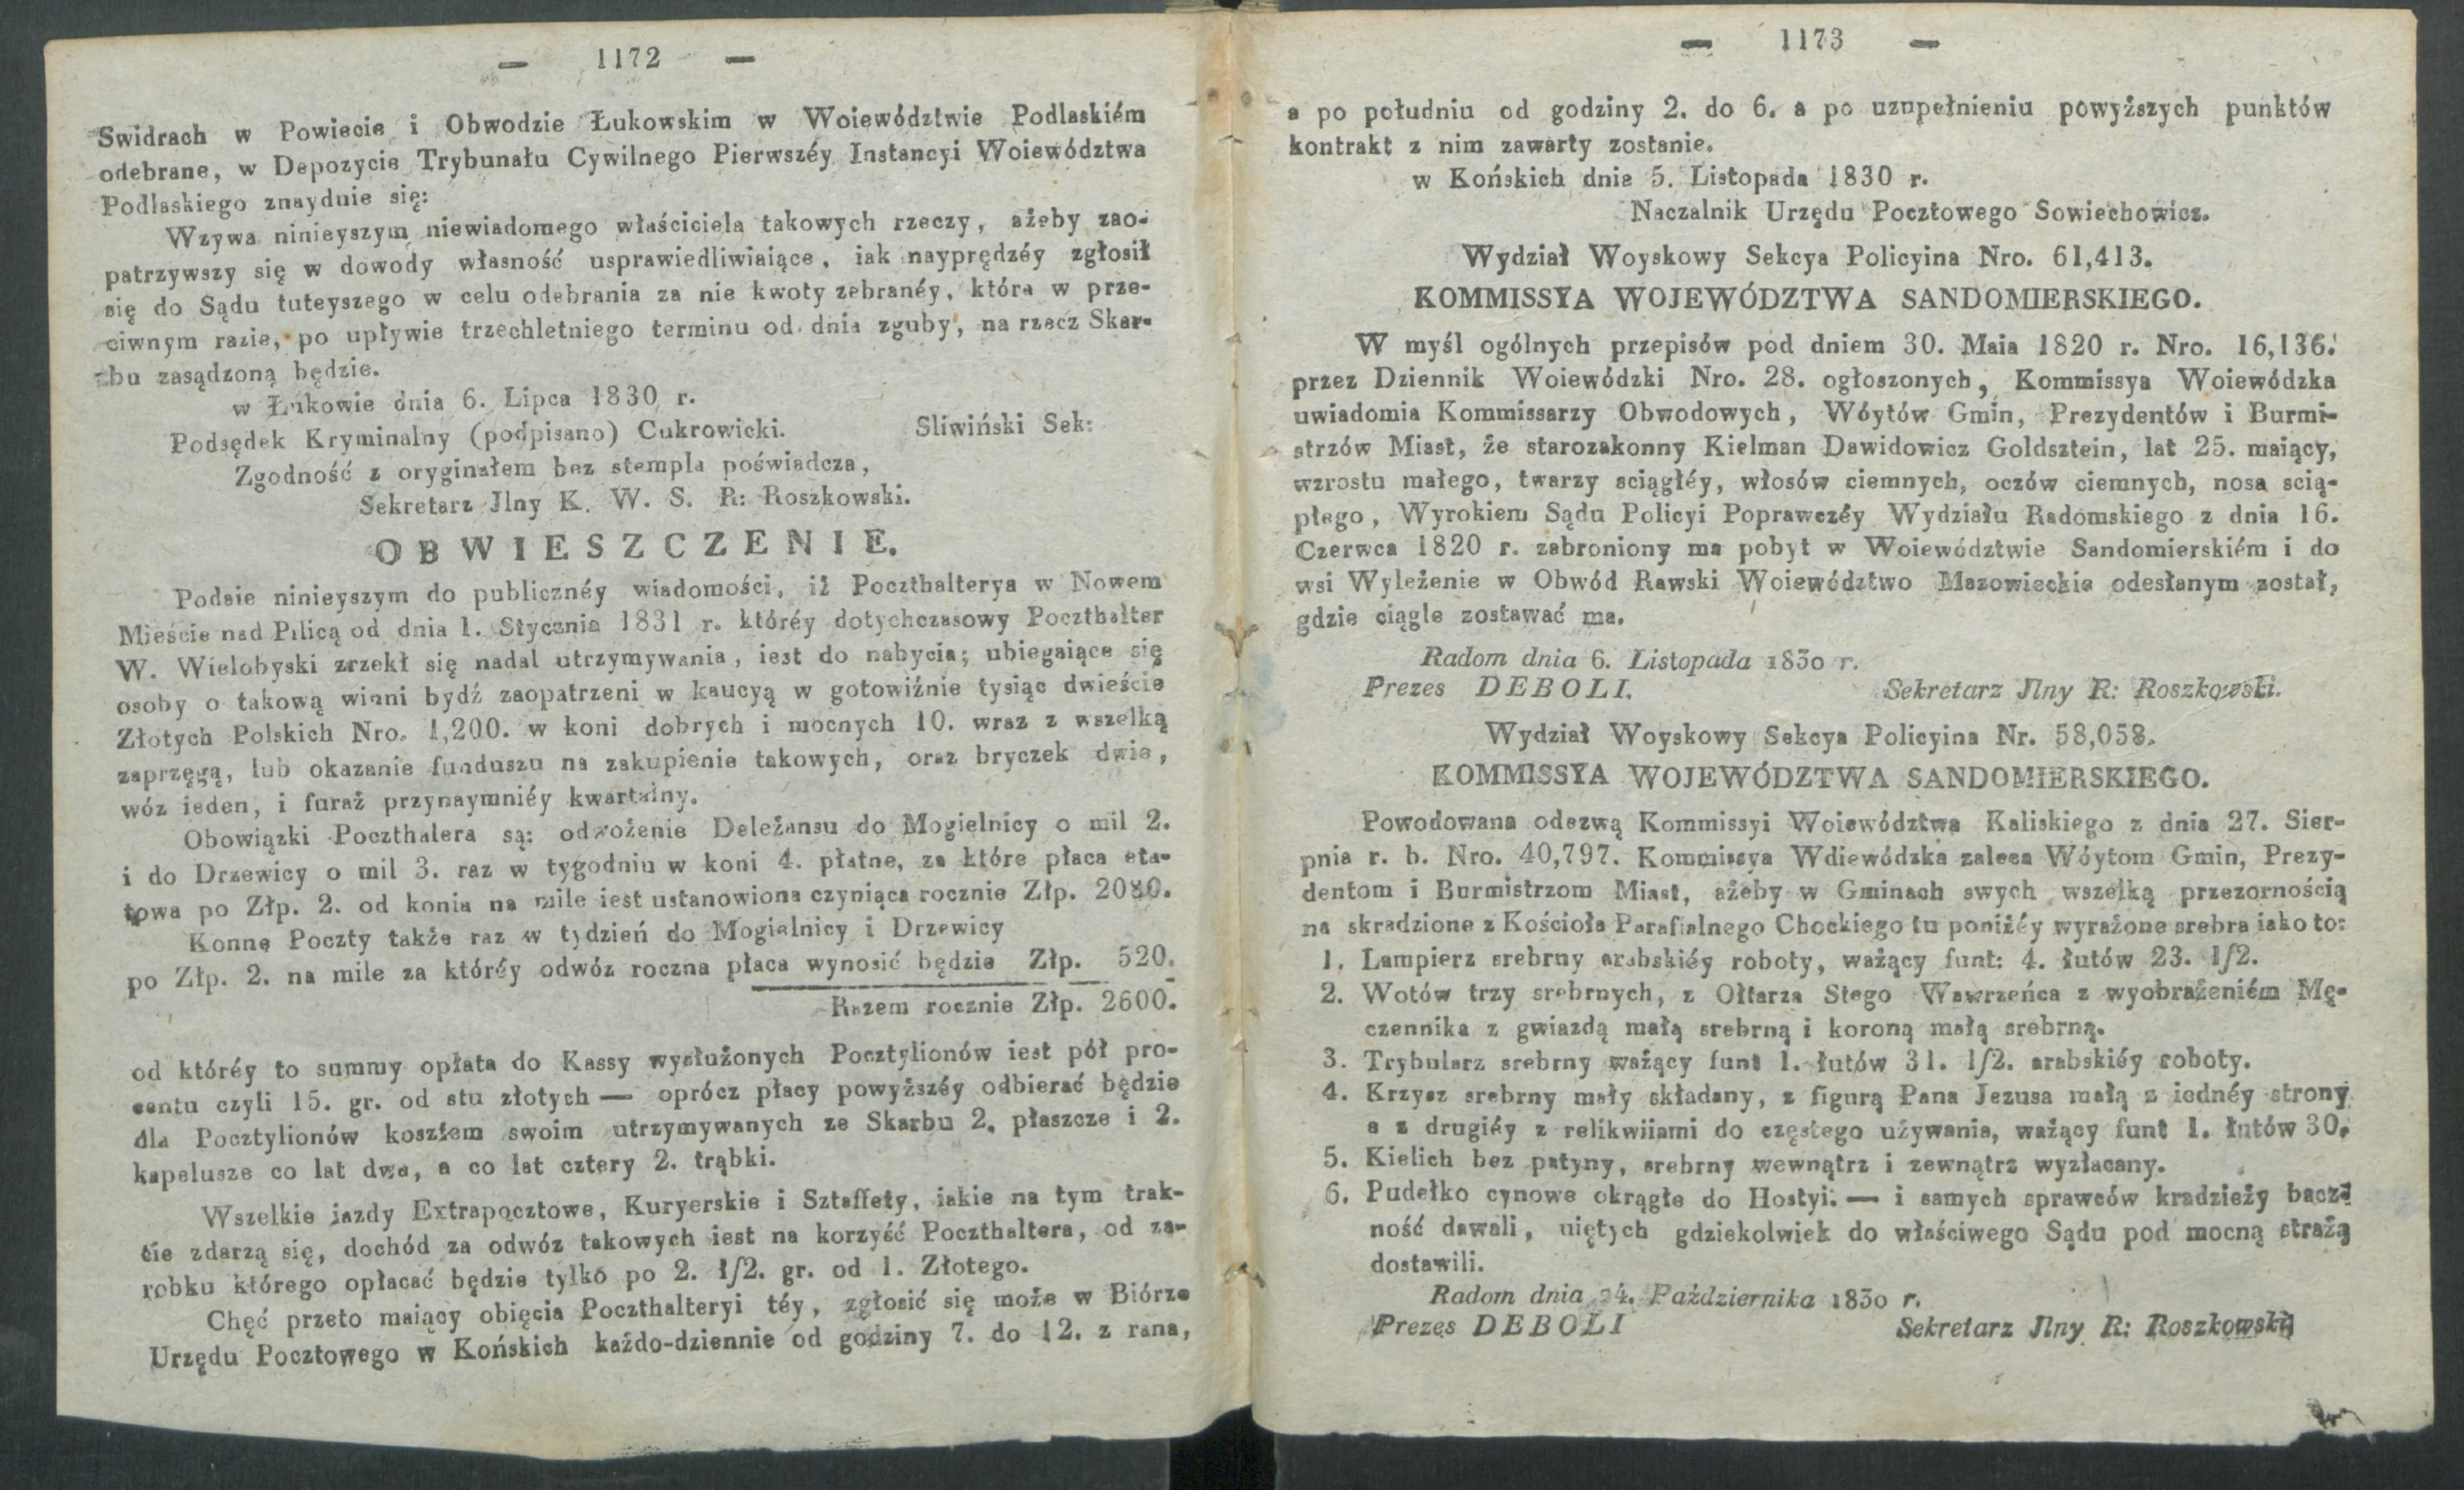 — 1172 —
Swidrach w Powiecie i Obwodzie Łukowskim w Woiewództwie Podlaskiém
odebrane, w Depozycie Trybunału Cywilnego Pierwszéy Instancyi Woiewództwa
Podlaskiego znayduie się:
Wzywa ninieyszym niewiadomego właściciela takowych rzeczy, ażeby zao-
patrzywszy się w dowody własność usprawiedliwiaiące, iak nayprędzéy zgłosił
się do Sądu tuteyszego w celu odebrania za nie kwoty zebranéy, która w prze-
ciwnym razie, po upływie trzechletniego terminu od dnia zguby, na rzecz Skar-
bu zasądzoną będzie.
w Łukowie dnia 6. Lipca 1830 r.
Podsędek Kryminalny (podpisano) Cukrowicki. Sliwiński Sek:
Zgodność z oryginałem bez stempla poświadcza,
Sekretarz Jlny K. W. S. R: Roszkowski.
OBWIESZCZENIE.
Podaie ninieyszym do publicznéy wiadomości, iż Poczthalterya w Nowem
Mieście nad Pilicą od dnia 1. Stycznia 1831 r. któréy dotychczasowy Poczthalter
W. Wielobyski zrzekł się nadal utrzymywania, iest do nabycia; ubiegaiące się
osoby o takową winni bydź zaopatrzeni w kaucyą w gotowiźnie tysiąc dwieście
Złotych Polskich Nro. 1,200. w koni dobrych i mocnych 10. wraz z wszelką
zaprzęgą, lub okazanie funduszu na zakupienie takowych, oraz bryczek dwie,
wóz ieden, i furaż przynaymniéy kwartalny.
Obowiązki Poczthalera są: odwożenie Deleżansu do Mogielnicy o mil 2.
i do Drzewicy o mil 3. raz w tygodniu w koni 4. płatne, za które płaca eta-
towa po Złp. 2. od konia na mile iest ustanowiona czyniąca rocznie Złp. 2080.
Konne Poczty także raz w tydzień do Mogielnicy i Drzewicy
po Złp. 2. na mile za któréy odwóz roczna płaca wynosić będzie Złp. 520.
Razem rocznie Złp. 2600.
od któréy to summy opłata do Kassy wysłużonych Pocztylionów iest pół pro-
centu czyli 15. gr. od stu złotych — oprócz płacy powyższéy odbierać będzie
dla Pocztylionów kosztem swoim utrzymywanych ze Skarbu 2. płaszcze i 2.
kapelusze co lat dwa, a co lat cztery 2. trąbki.
Wszelkie jazdy Extrapocztowe, Kuryerskie i Sztaffety, iakie na tym trak-
cie zdarzą się, dochód za odwóz takowych iest na korzyść Poczthaltera, od za-
robku którego opłacać będzie tylko po 2. 1/2. gr. od 1. Złotego.
Chęć przeto maiący obięcia Poczthalteryi téy, zgłosić się może w Biórze
Urzędu Pocztowego w Końskich każdo-dziennie od godziny 7. do 12. z rana,
— 1173 —
a po południu od godziny 2. do 6. a po uzupełnieniu powyższych punktów
kontrakt z nim zawarty zostanie.
w Końskich dnia 5. Listopada 1830 r.
Naczalnik Urzędu Pocztowego Sowiechowicz.
Wydział Woyskowy Sekcya Policyina Nro. 61,413.
KOMMISSYA WOJEWÓDZTWA SANDOMIERSKIEGO.
W myśl ogólnych przepisów pod dniem 30. Maia 1820 r. Nro. 16,136.
przez Dziennik Woiewódzki Nro. 28. ogłoszonych, Kommissya Woiewódzka
uwiadomia Kommissarzy Obwodowych, Wóytów Gmin, Prezydentów i Burmi-
strzów Miast, że starozakonny Kielman Dawidowicz Goldsztein, lat 25. maiący,
wzrostu małego, twarzy sciągłéy, włosów ciemnych, oczów ciemnych, nosa scią-
płego, Wyrokiem Sądu Policyi Poprawczéy Wydziału Radomskiego z dnia 16.
Czerwca 1820 r. zabroniony ma pobyt w Woiewództwie Sandomierskiém i do
wsi Wyleżenie w Obwód Rawski Woiewództwo Mazowieckie odesłanym został,
gdzie ciągle zostawać ma.
Radom dnia 6. Listopada 1830 r.
Prezes DEBOLI. Sekretarz Jlny R: Roszkowski.
Wydział Woyskowy Sekcya Policyina Nr. 58,058.
KOMMISSYA WOJEWÓDZTWA SANDOMIERSKIEGO.
Powodowana odezwą Kommissyi Woiewództwa Kaliskiego z dnia 27. Sier-
pnia r. b. Nro. 40,797. Kommissya Wdiewódzka zaleca Wóytom Gmin, Prezy-
dentom i Burmistrzom Miast, ażeby w Gminach swych wszelką przezornością
na skradzione z Kościoła Parafialnego Chockiego tu poniżéy wyrażone srebra iako to:
1. Lampierz srebrny arabskiéy roboty, ważący funt: 4. łutów 23. 1/2.
2. Wotów trzy srebrnych, z Ołtarza Stego Wawrzeńca z wyobrażeniém Mę-
czennika z gwiazdą małą srebrną i koroną małą srebrną.
3. Trybularz srebrny ważący funt 1. łutów 31. 1/2. arabskiéy roboty.
4. Krzysz srebrny mały składany, z figurą Pana Jezusa małą z iednéy strony
a z drugiéy z relikwiiami do częstego używania, ważący funt 1. łutów 30.
5. Kielich bez patyny, srebrny wewnątrz i zewnątrz wyzłacany.
6. Pudełko cynowe okrągłe do Hostyi. — i samych sprawców kradzieży bacz-
ność dawali, uiętych gdziekolwiek do właściwego Sądu pod mocną strażą
dostawili.
Radom dnia 24. Października 1830 r.
Prezes DEBOLI Sekretarz Jlny R: Roszkowski